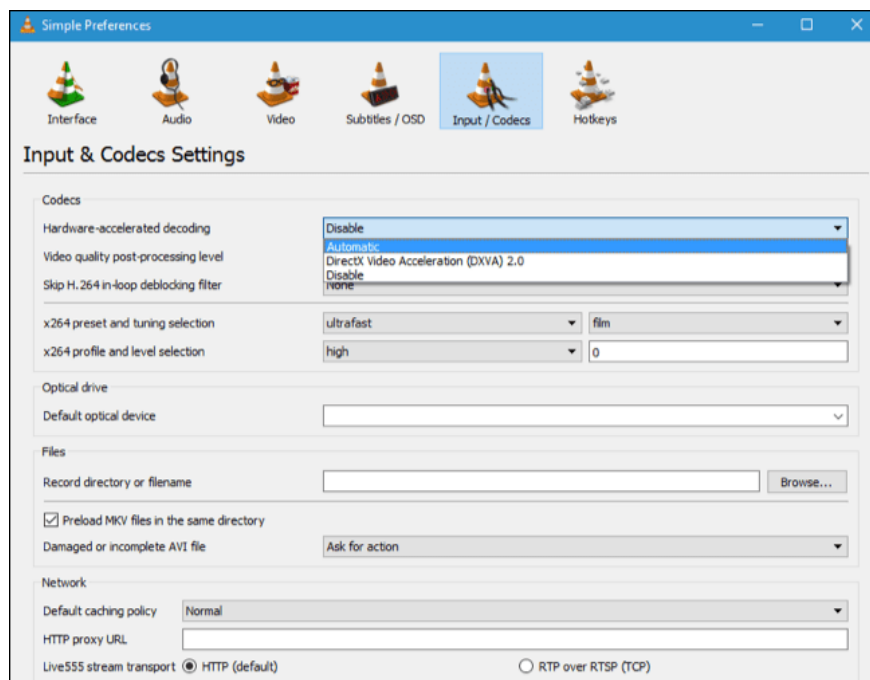 Simple Preferences
Interface Audio Video Subtitles / OSD Input / Codecs Hotkeys
Input & Codecs Settings
Codecs
Hardware-accelerated decoding Disable
Automatic
Video quality post-processing level
DirectX Video Acceleration (DXVA) 2.0
Disable
Skip H.264 in-loop deblocking filter None
x264 preset and tuning selection ultrafast film
x264 profile and level selection high 0
Optical drive
Default optical device
Files
Record directory or filename Browse...
Preload MKV files in the same directory
Damaged or incomplete AVI file Ask for action
Network
Default caching policy Normal
HTTP proxy URL
Live555 stream transport HTTP (default) RTP over RTSP (TCP)